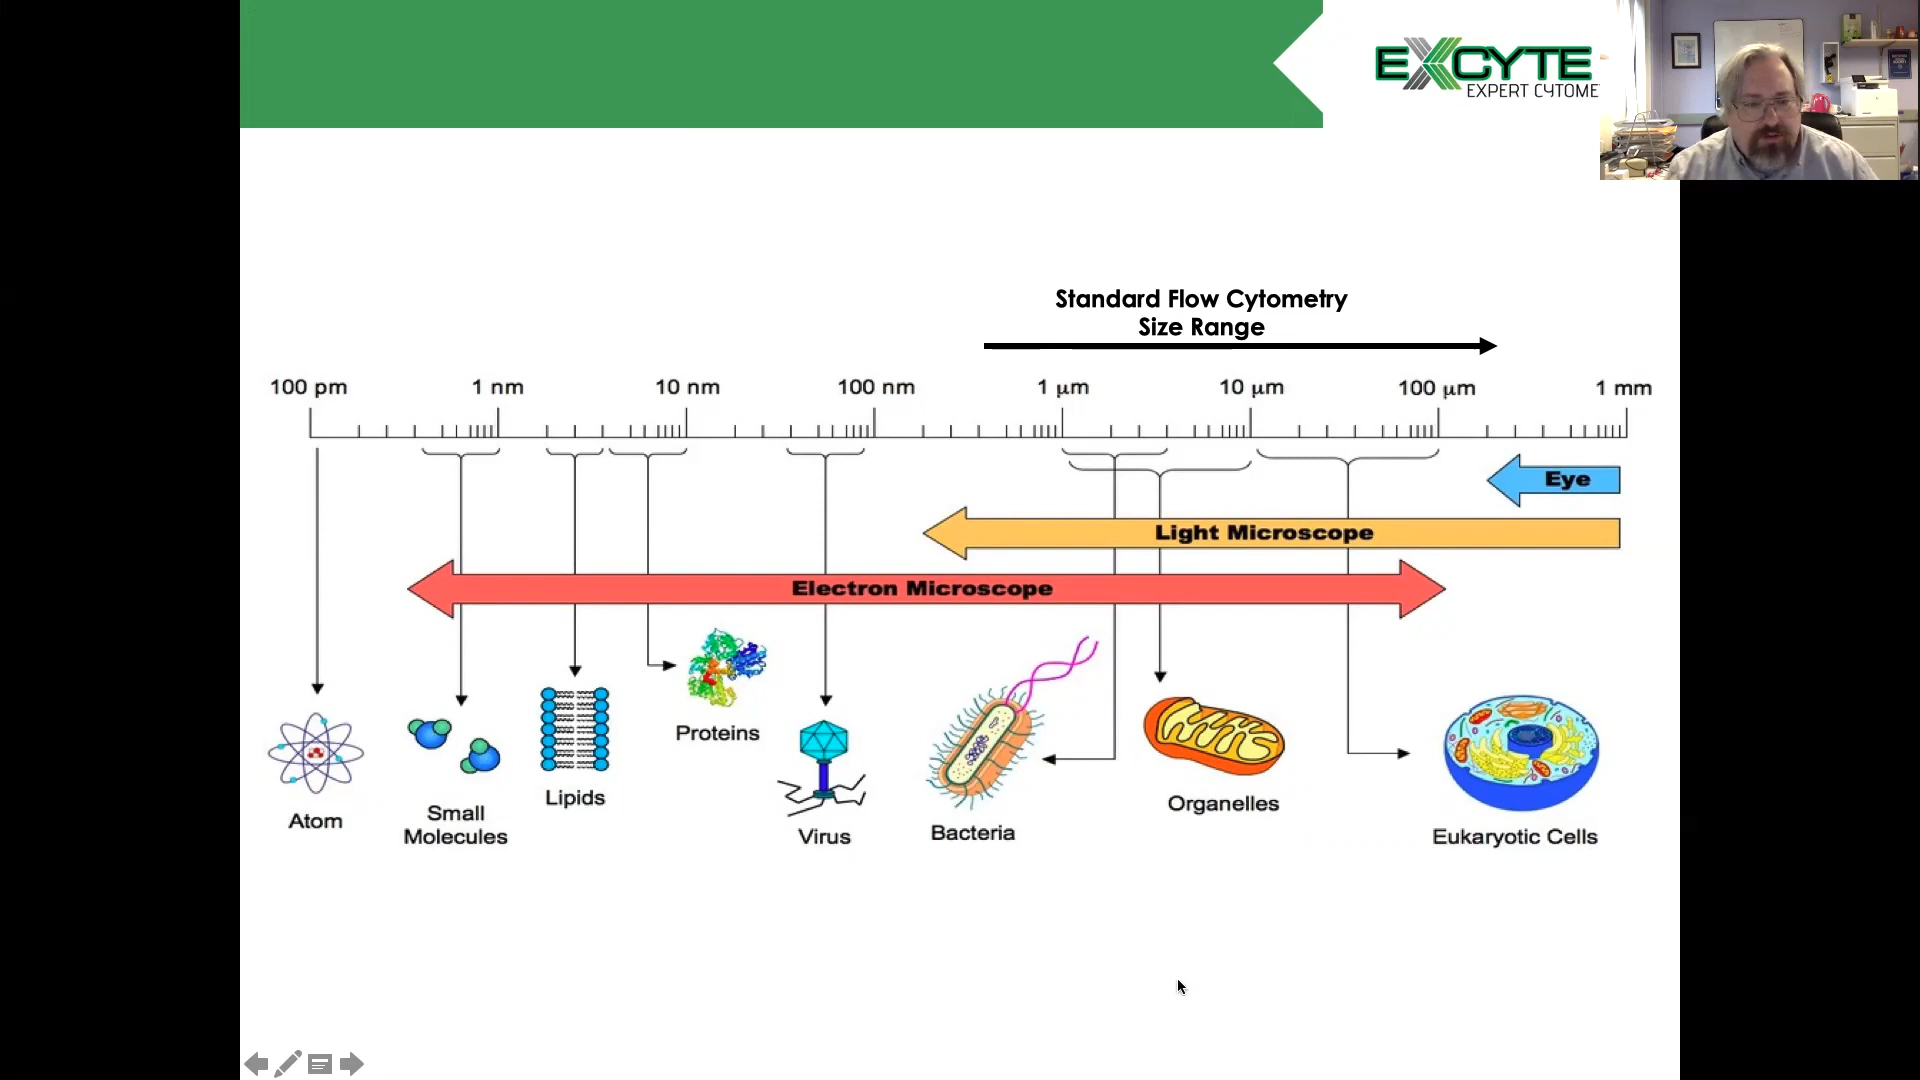 EXCYTE
EXPERT CYTOME
Standard Flow Cytometry
Size Range
100 pm 1 nm 10 nm 100 nm 1 µm 10 µm 100 µm 1 mm
Eye
Light Microscope
Electron Microscope
Proteins
Lipids
Atom
Small
Molecules
Virus
Bacteria
Organelles
Eukaryotic Cells